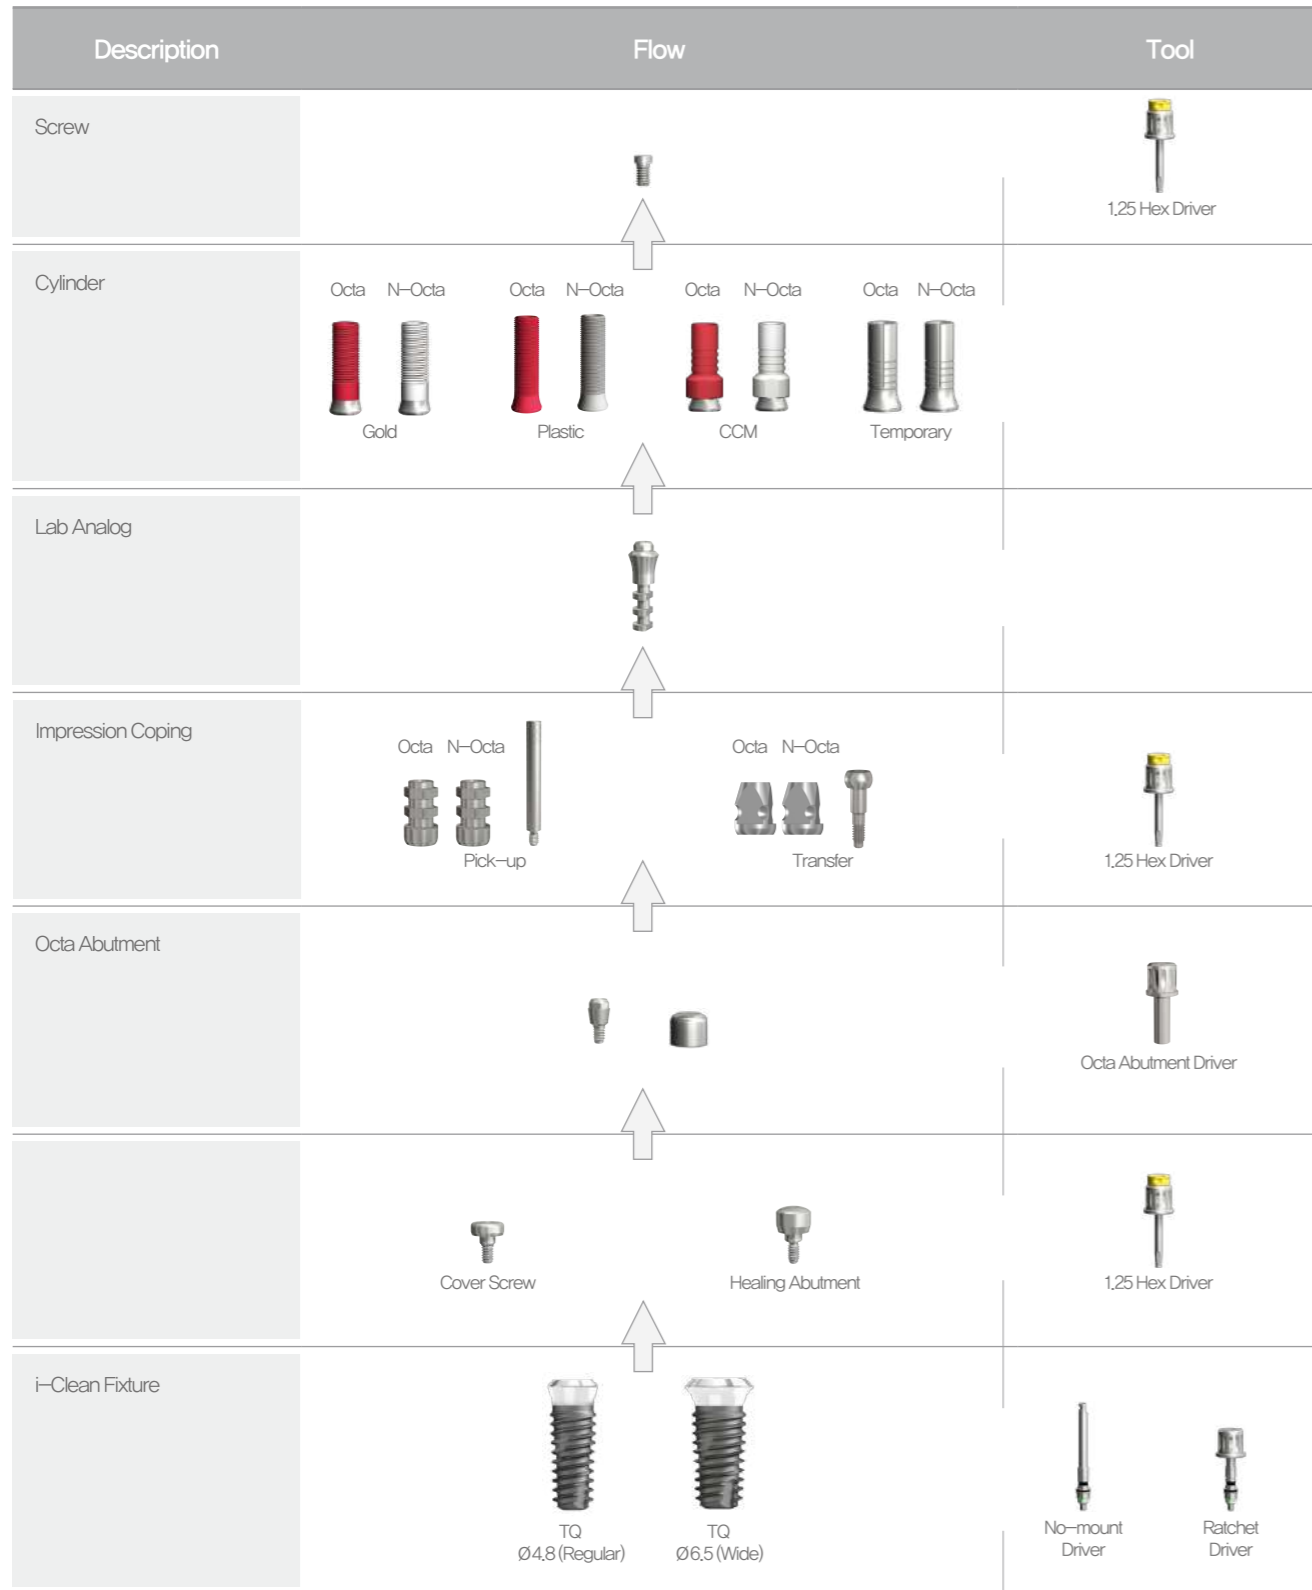 Description Flow Tool
Screw
1.25 Hex Driver
Cylinder
Octa N-Octa Octa N-Octa Octa N-Octa Octa N-Octa
Gold Plastic CCM Temporary
Lab Analog
Impression Coping
Octa N-Octa Octa N-Octa
Pick-up Transfer 1.25 Hex Driver
Octa Abutment
Octa Abutment Driver
Cover Screw Healing Abutment 1.25 Hex Driver
i-Clean Fixture
TQ TQ No-mount Ratchet
Ø4.8 (Regular) Ø6.5 (Wide) Driver Driver